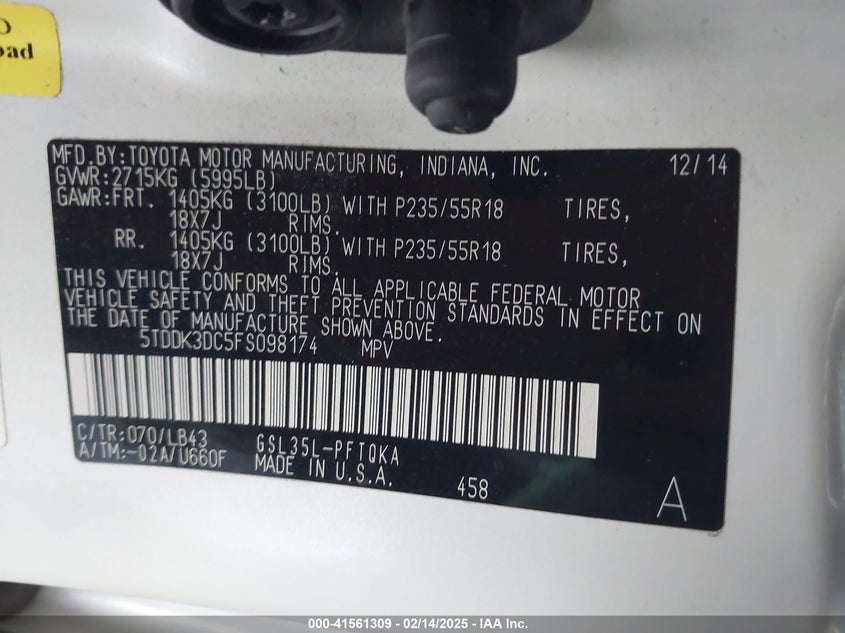 oad
MFD.BY:TOYOTA MOTOR MANUFACTURING, INDIANA, INC. 12/14
GVWR:2715KG (5995LB)
GAWR:FRT. 1405KG (3100LB) WITH P235/55R18 TIRES,
18X7J RIMS.
RR. 1405KG (3100LB) WITH P235/55R18 TIRES,
18X7J RIMS.
THIS VEHICLE CONFORMS TO ALL APPLICABLE FEDERAL MOTOR
VEHICLE SAFETY AND THEFT PREVENTION STANDARDS IN EFFECT ON
THE DATE OF MANUFACTURE SHOWN ABOVE.
5TDDK3DC5FS098174 MPV
C/TR:070/LB43 GSL35L-PFTQKA
A/TM:-02A/U660F MADE IN U.S.A. 458 A
000-41561309 - 02/14/2025 - IAA Inc.